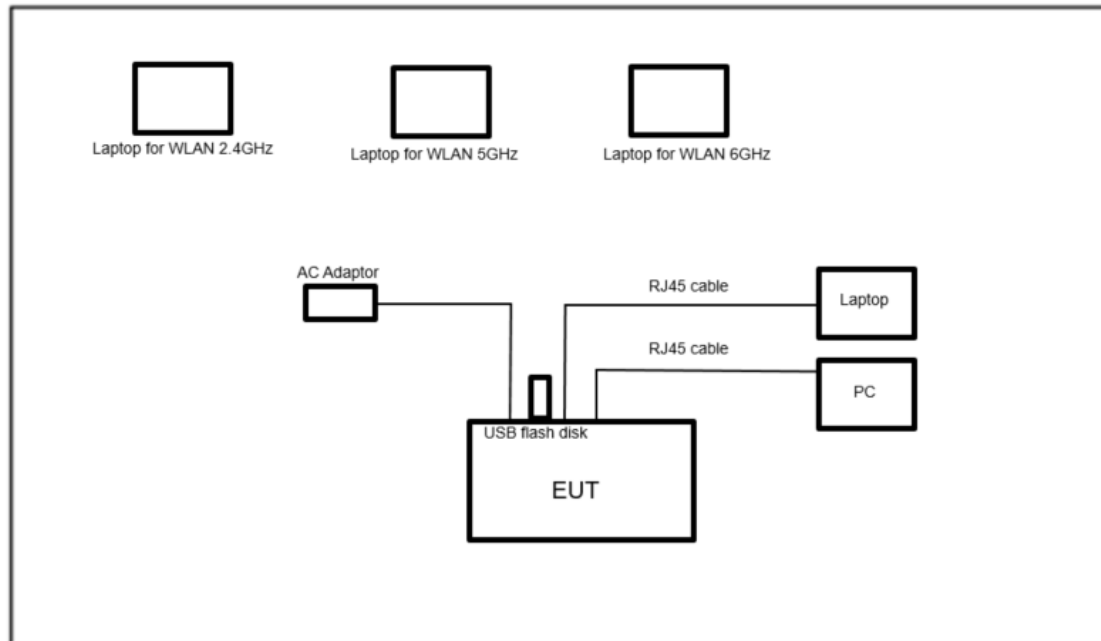 Laptop for WLAN 2.4GHz
Laptop for WLAN 5GHz
Laptop for WLAN 6GHz
AC Adaptor
RJ45 cable
Laptop
RJ45 cable
PC
USB flash disk
EUT